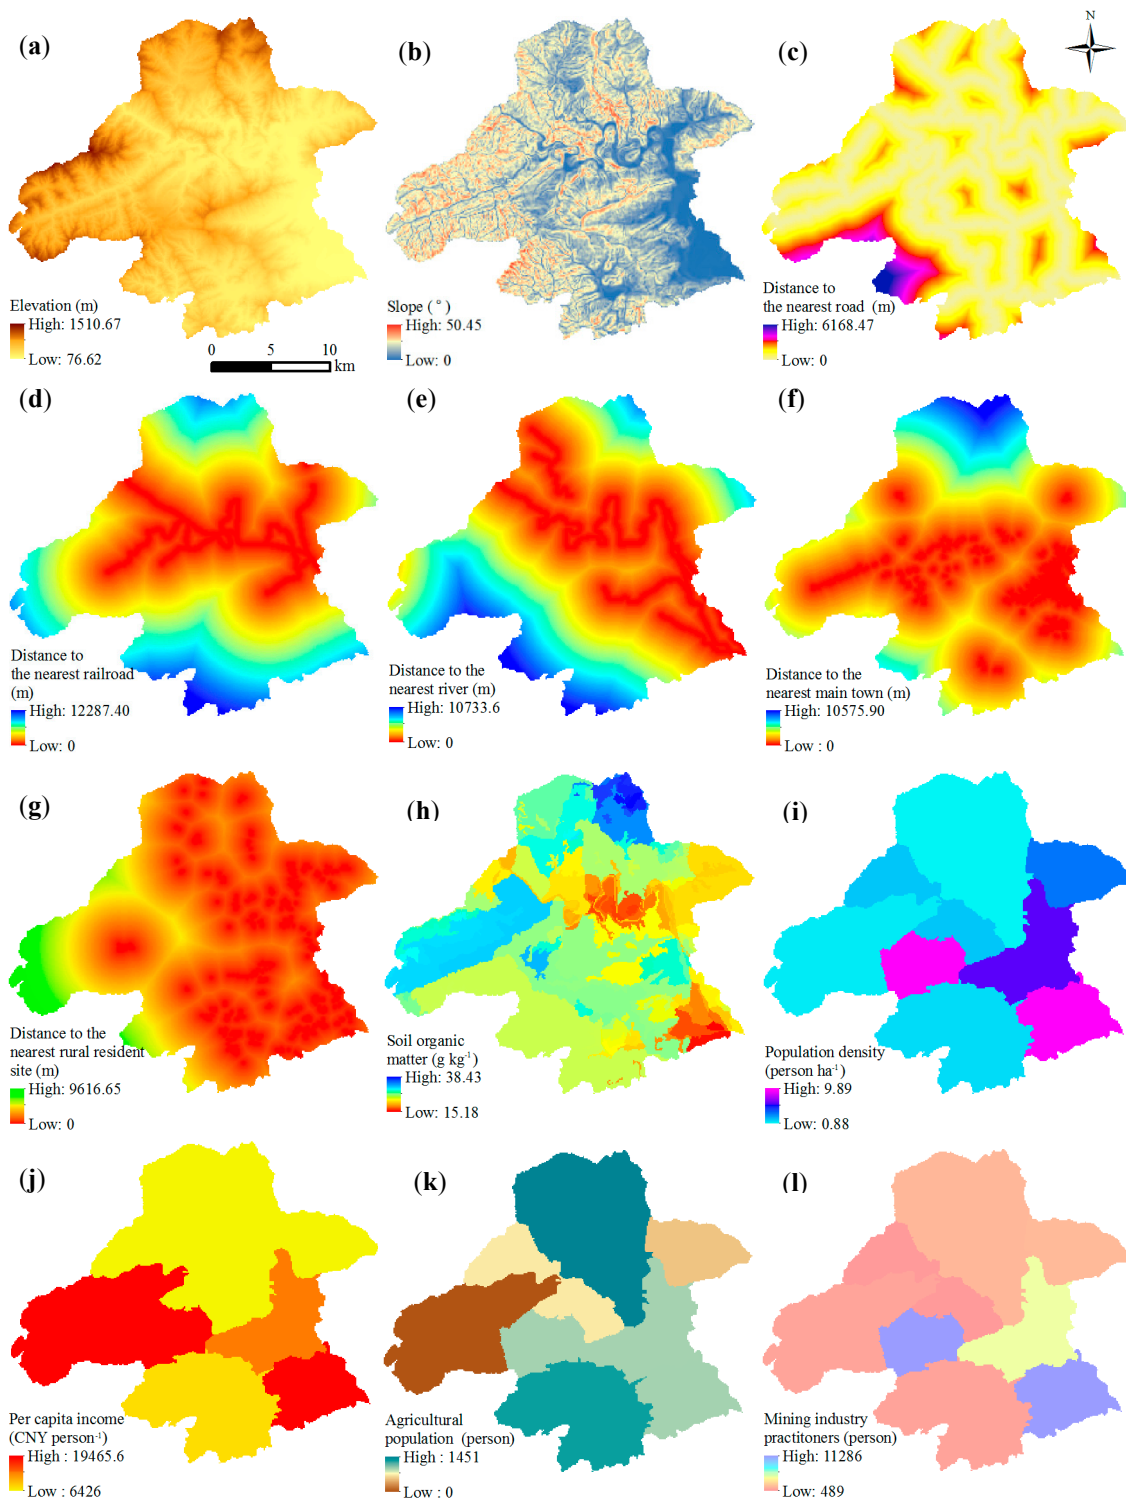 (a)
(b)
(c)
N
Elevation (m)
High: 1510.67
Low: 76.62
0 5 10
km
Slope (°)
High: 50.45
Low: 0
Distance to
the nearest road (m)
High: 6168.47
Low: 0
(d)
(e)
(f)
Distance to
the nearest railroad
(m)
High: 12287.40
Low: 0
Distance to the
nearest river (m)
High: 10733.6
Low: 0
Distance to the
nearest main town (m)
High: 10575.90
Low : 0
(g)
(h)
(i)
Distance to the
nearest rural resident
site (m)
High: 9616.65
Low: 0
Soil organic
matter (g kg⁻¹)
High: 38.43
Low: 15.18
Population density
(person ha⁻¹)
High: 9.89
Low: 0.88
(j)
(k)
(l)
Per capita income
(CNY person⁻¹)
High : 19465.6
Low : 6426
Agricultural
population (person)
High : 1451
Low : 0
Mining industry
practitoners (person)
High: 11286
Low: 489